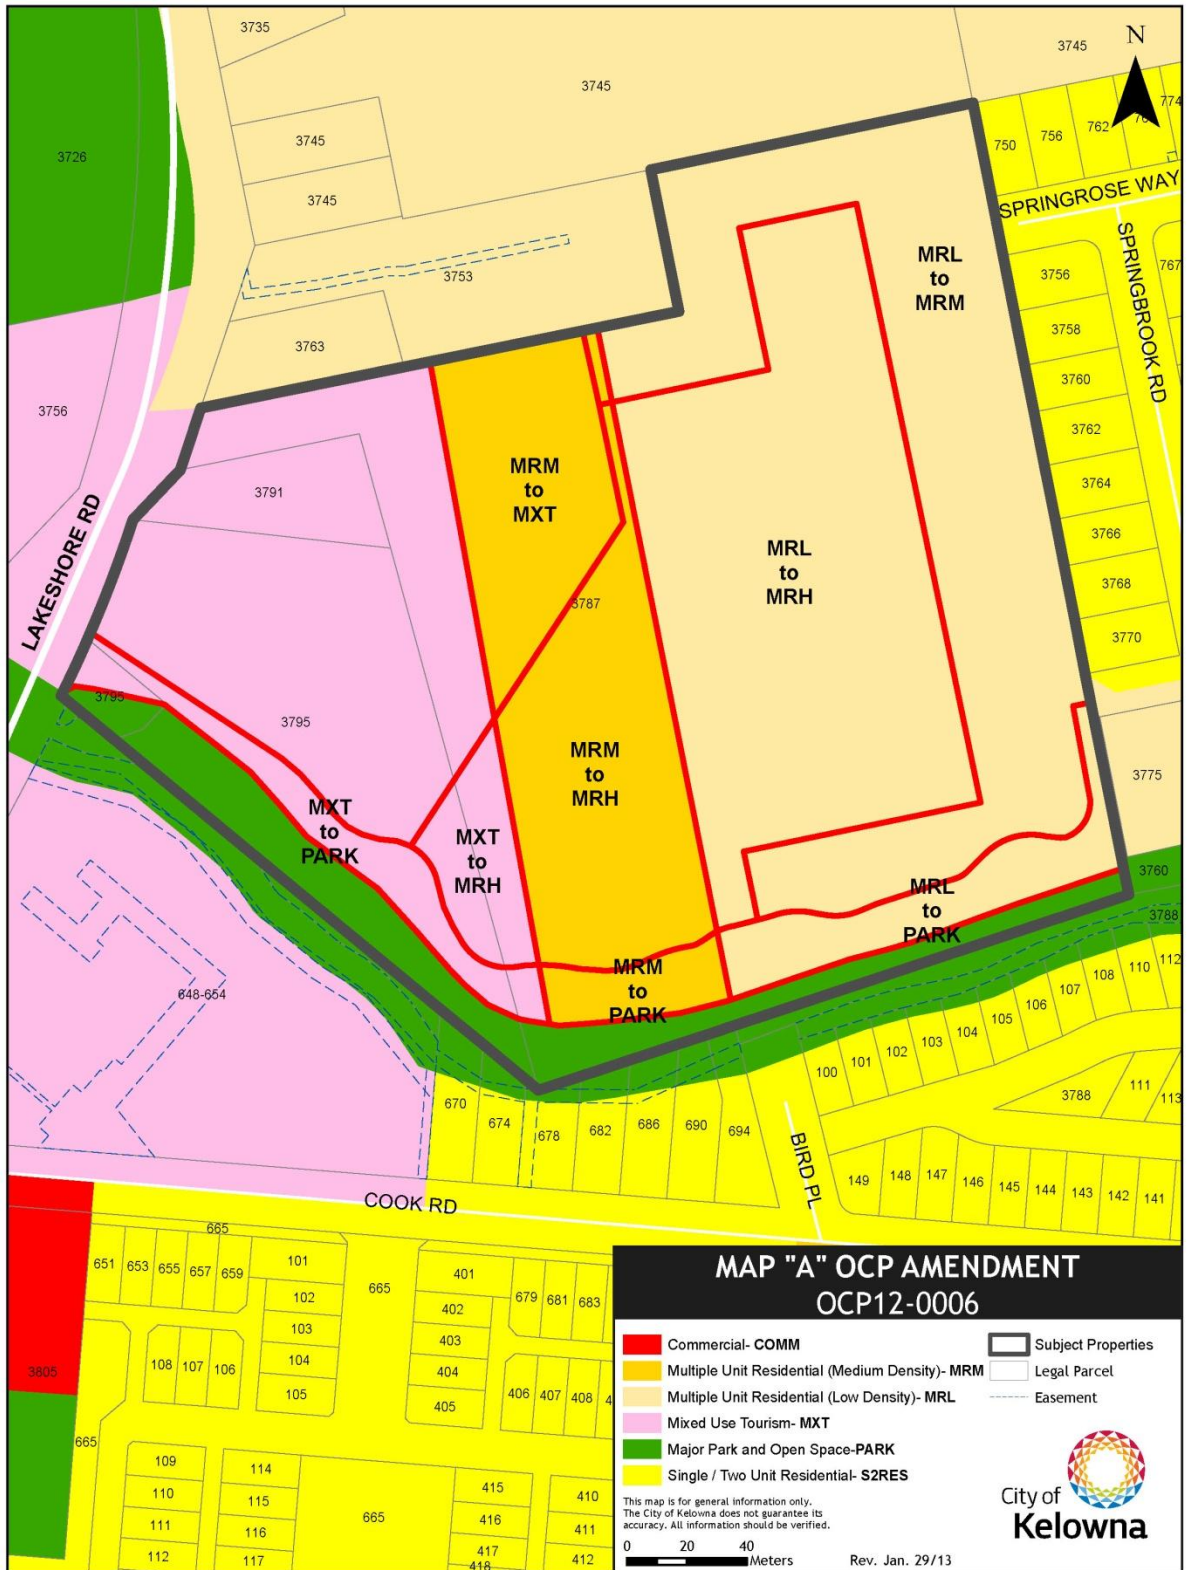 3735
3745
3745
N
3745
3745
3726
750
756
762
774
SPRINGROSE WAY
SPRINGBROOK RD
767
3753
3763
3756
MRL
to
MRM
3756
3758
3760
3762
3764
3766
3768
3770
3791
MRM
to
MXT
LAKESHORE RD
MRL
to
MRH
3787
3795
3795
MRM
to
MRH
3775
MXT
to
PARK
MXT
to
MRH
MRL
to
PARK
3760
3788
MRM
to
PARK
648-654
112
110
108
107
106
105
104
103
102
101
100
670
674
678
682
686
690
694
BIRD PL
3788
111
113
149
148
147
146
145
144
143
142
141
COOK RD
665
651
653
655
657
659
101
102
103
104
105
665
401
402
403
404
405
679
681
683
108
107
106
406
407
408
3805
665
109
110
111
112
114
115
116
117
665
415
416
417
418
410
411
412
MAP "A" OCP AMENDMENT
OCP12-0006
Commercial- COMM
Multiple Unit Residential (Medium Density)- MRM
Multiple Unit Residential (Low Density)- MRL
Mixed Use Tourism- MXT
Major Park and Open Space-PARK
Single / Two Unit Residential- S2RES
Subject Properties
Legal Parcel
Easement
This map is for general information only.
The City of Kelowna does not guarantee its
accuracy. All information should be verified.
0 20 40
Meters
Rev. Jan. 29/13
City of
Kelowna